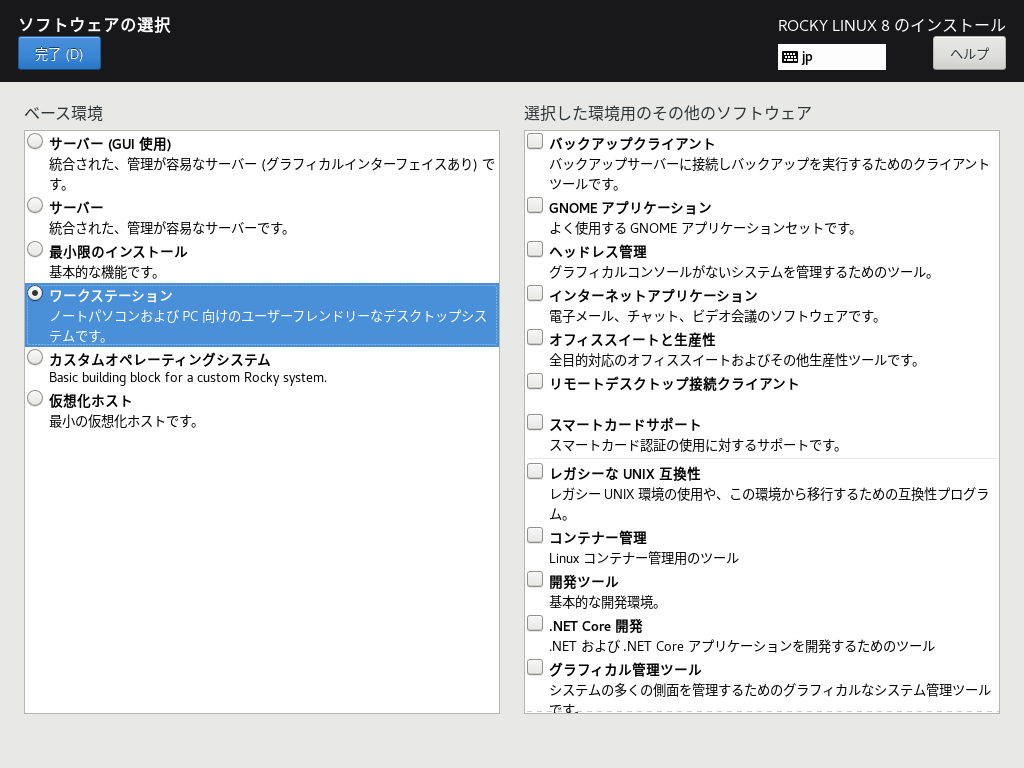 ソフトウェアの選択
完了 (D)
ROCKY LINUX 8 のインストール
jp
ヘルプ
ベース環境
サーバー (GUI 使用)
統合された、管理が容易なサーバー (グラフィカルインターフェイスあり) で
す。
サーバー
統合された、管理が容易なサーバーです。
最小限のインストール
基本的な機能です。
ワークステーション
ノートパソコンおよび PC 向けのユーザーフレンドリーなデスクトップシス
テムです。
カスタムオペレーティングシステム
Basic building block for a custom Rocky system.
仮想化ホスト
最小の仮想化ホストです。
選択した環境用のその他のソフトウェア
バックアップクライアント
バックアップサーバーに接続しバックアップを実行するためのクライアント
ツールです。
GNOME アプリケーション
よく使用する GNOME アプリケーションセットです。
ヘッドレス管理
グラフィカルコンソールがないシステムを管理するためのツール。
インターネットアプリケーション
電子メール、チャット、ビデオ会議のソフトウェアです。
オフィススイートと生産性
全目的対応のオフィススイートおよびその他生産性ツールです。
リモートデスクトップ接続クライアント
スマートカードサポート
スマートカード認証の使用に対するサポートです。
レガシーな UNIX 互換性
レガシー UNIX 環境の使用や、この環境から移行するための互換性プログラ
ム。
コンテナー管理
Linux コンテナー管理用のツール
開発ツール
基本的な開発環境。
.NET Core 開発
.NET および .NET Core アプリケーションを開発するためのツール
グラフィカル管理ツール
システムの多くの側面を管理するためのグラフィカルなシステム管理ツール
です。